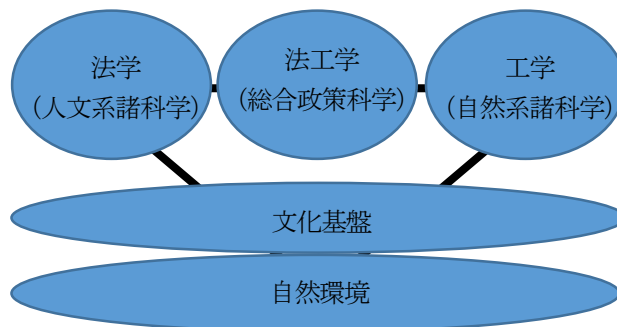 法学
(人文系諸科学)
法工学
(総合政策科学)
工学
(自然系諸科学)
文化基盤
自然環境